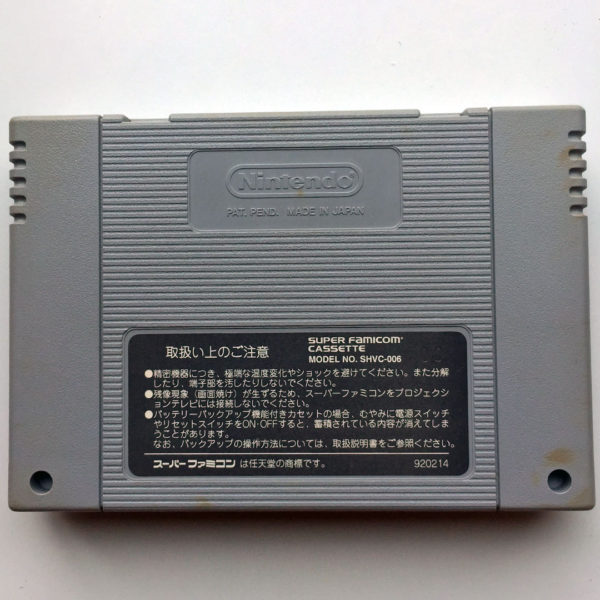 Nintendo
PAT. PEND. MADE IN JAPAN
取扱い上のご注意
SUPER FAMICOM
CASSETTE
MODEL NO. SHVC-006
●精密機器につき、極端な温度変化やショックを避けてください。また分解
したり、端子部を汚したりしないでください。
●残像現象(画面焼け)が生ずるため、スーパーファミコンをプロジェクシ
ョンテレビには接続しないでください。
●バッテリーバックアップ機能付きカセットの場合、むやみに電源スイッチ
やリセットスイッチをON・OFFすると、蓄積されている内容が消えてしま
うことがあります。
なお、バックアップの操作方法については、取扱説明書をご参照ください。
スーパーファミコン は任天堂の商標です。
920214